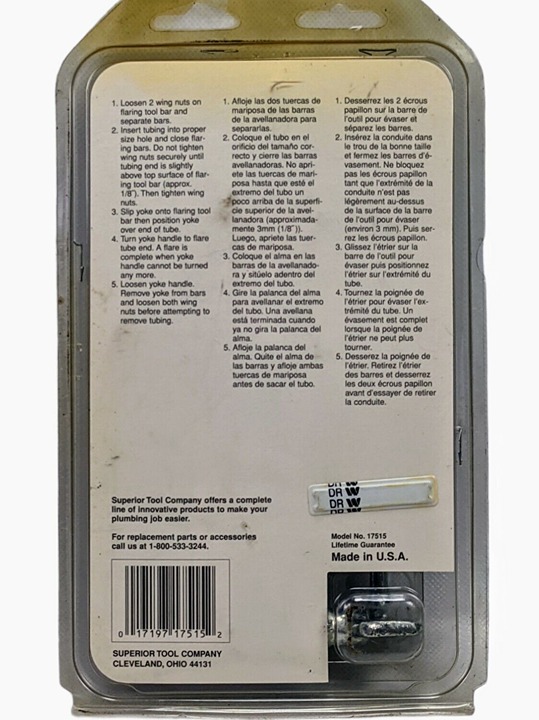 1. Loosen 2 wing nuts on
flaring tool bar and
separate bars.
2. Insert tubing into proper
size hole and close flar-
ing bars. Do not tighten
wing nuts securely until
tubing end is slightly
above top surface of flar-
ing tool bar (approx.
1/8"). Then tighten wing
nuts.
3. Slip yoke onto flaring tool
bar then position yoke
over end of tube.
4. Turn yoke handle to flare
tube end. A flare is
complete when yoke
handle cannot be turned
any more.
5. Loosen yoke handle.
Remove yoke from bars
and loosen both wing
nuts before attempting to
remove tubing.
1. Afloje las dos tuercas de
mariposa de las barras
de la avellanadora para
separarlas.
2. Coloque el tubo en el
orificio del tamaño cor-
recto y cierre las barras
avellanadoras. No apri-
ete las tuercas de mari-
posa hasta que esté el
extremo del tubo un
poco arriba de la superfi-
cie superior de la avel-
lanadora (approximada-
mente 3mm (1/8")).
Luego, apriete las tuer-
cas de mariposa.
3. Coloque el alma en las
barras de la avellanado-
ra y sitúelo adentro del
extremo del tubo.
4. Gire la palanca del alma
para avellanar el extremo
del tubo. Una avellana
está terminada cuando
ya no gira la palanca del
alma.
5. Afloje la palanca del
alma. Quite el alma de
las barras y afloje ambas
tuercas de mariposa
antes de sacar el tubo.
1. Desserrez les 2 écrous
papillon sur la barre de
l'outil pour évaser et
séparez les barres.
2. Insérez la conduite dans
le trou de la bonne taille
et fermez les barres d'é-
vasement. Ne bloquez
pas les écrous papillon
tant que l'extrémité de la
conduite n'est pas
légèrement au-dessus
de la surface de la barre
de l'outil pour évaser
(environ 3 mm). Puis ser-
rez les écrous papillon.
3. Glissez l'étrier sur la
barre de l'outil pour
évaser puis positionnez
l'étrier sur l'extrémité du
tube.
4. Tournez la poignée de
l'étrier pour évaser l'ex-
trémité du tube. Un
évasement est complet
lorsque la poignée de
l'étrier ne peut plus
tourner.
5. Desserez la poignée de
l'étrier. Retirez l'étrier
des barres et desserrez
les deux écrous papillon
avant d'essayer de retirer
la conduite.
Superior Tool Company offers a complete
line of innovative products to make your
plumbing job easier.
For replacement parts or accessories
call us at 1-800-533-3244.
DR W
DR W
DR W
DR W
Model No. 17515
Lifetime Guarantee
Made in U.S.A.
0 17197 17515 2
SUPERIOR TOOL COMPANY
CLEVELAND, OHIO 44131